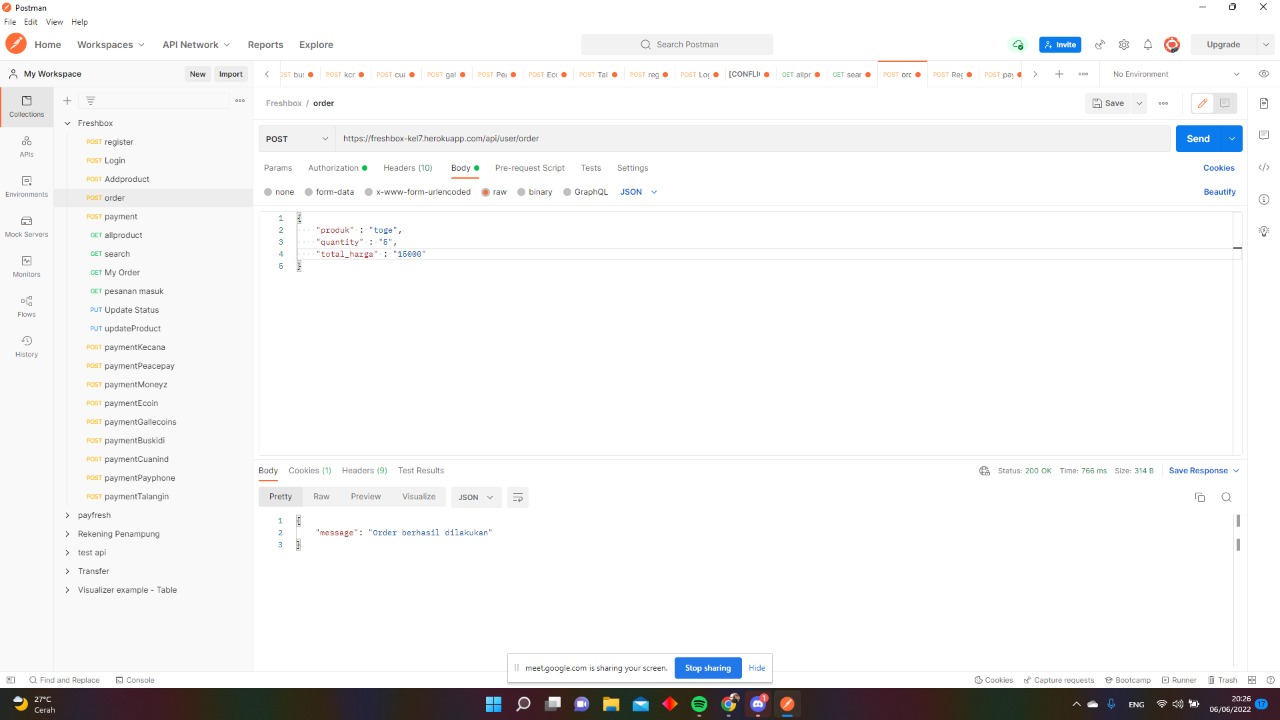 Postman
File Edit View Help
Home Workspaces API Network Reports Explore Search Postman Invite Upgrade
My Workspace New Import
POST kor POST cu POST gal POST Pe POST Ec POST Tal POST reg POST Lo [CONFLI GET allpr GET sear POST orc POST Re POST pay No Environment
Collections
APIs
Environments
Mock Servers
Monitors
Flows
History
Freshbox
POST register
POST Login
POST Addproduct
POST order
POST payment
GET allproduct
GET search
GET My Order
GET pesanan masuk
PUT Update Status
PUT updateProduct
POST paymentKecana
POST paymentPeacepay
POST paymentMoneyz
POST paymentEcoin
POST paymentGallecoins
POST paymentBuskidi
POST paymentCuanind
POST paymentPayphone
POST paymentTalangin
payfresh
Rekening Penampung
test api
Transfer
Visualizer example - Table
Freshbox / order Save
POST https://freshbox-kel7.herokuapp.com/api/user/order Send
Params Authorization Headers (10) Body Pre-request Script Tests Settings Cookies
none form-data x-www-form-urlencoded raw binary GraphQL JSON Beautify
1 {
2 "produk" : "toge",
3 "quantity" : "5",
4 "total_harga" : "15000"
5 }
Body Cookies (1) Headers (9) Test Results Status: 200 OK Time: 766 ms Size: 314 B Save Response
Pretty Raw Preview Visualize JSON
1 {
2 "message": "Order berhasil dilakukan"
3 }
meet.google.com is sharing your screen. Stop sharing Hide
Find and Replace Console Cookies Capture requests Bootcamp Runner Trash
27°C
Cerah
ENG
20:26
06/06/2022